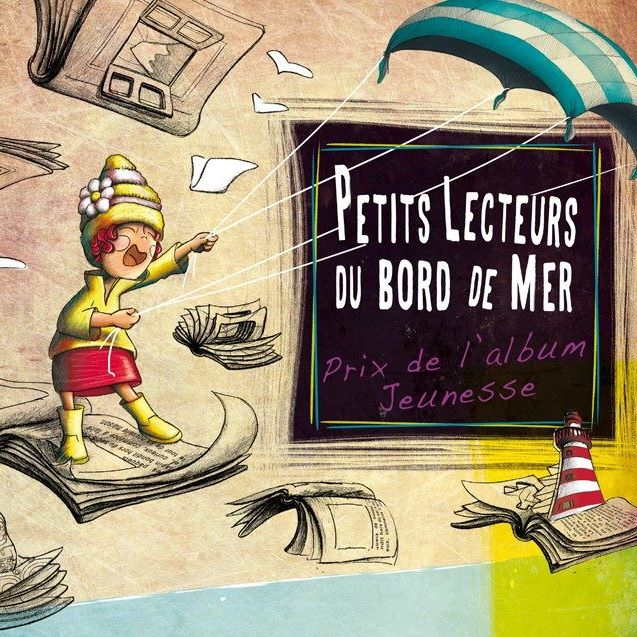 PETITS LECTEURS
DU BORD DE MER
Prix de l'album
Jeunesse